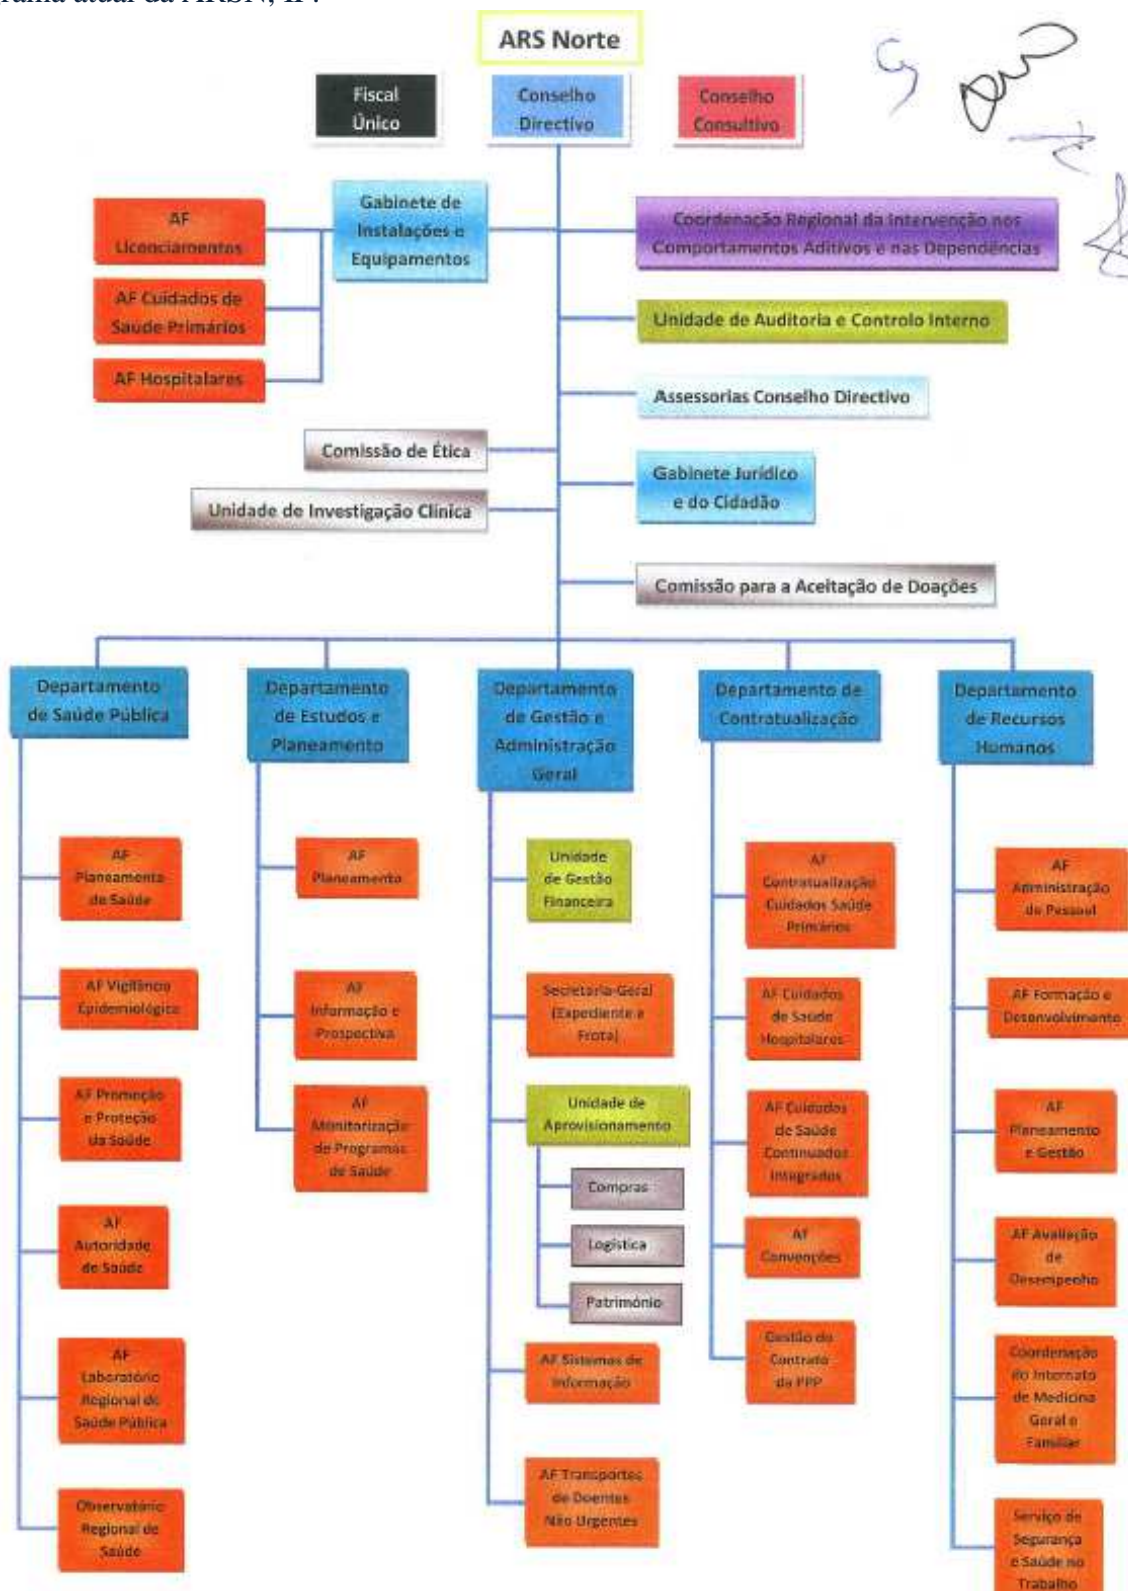 atual da ARSN, IP.
ARS Norte
Fiscal
Único
Conselho
Directivo
Conselho
Consultivo
AF
Licenciamentos
Gabinete de
Instalações e
Equipamentos
Coordenação Regional da Intervenção nos
Comportamentos Aditivos e nas Dependências
AF Cuidados de
Saúde Primários
Unidade de Auditoria e Controlo Interno
AF Hospitalares
Assessorias Conselho Directivo
Comissão de Ética
Gabinete Jurídico
e do Cidadão
Unidade de Investigação Clínica
Comissão para a Aceitação de Doações
Departamento
de Saúde Pública
Departamento
de Estudos e
Planeamento
Departamento
de Gestão e
Administração
Geral
Departamento de
Contratualização
Departamento
de Recursos
Humanos
AF
Planeamento
de Saúde
AF Vigilância
Epidemiológica
AF Promoção
e Proteção
da Saúde
AF
Autoridade
de Saúde
AF
Laboratório
Regional de
Saúde Pública
Observatório
Regional de
Saúde
AF
Planeamento
AF
Informação e
Prospectiva
AF
Monitorização
de Programas
de Saúde
Unidade
de Gestão
Financeira
Secretaria-Geral
(Expediente e
Frota)
Unidade de
Aprovisionamento
Compras
Logística
Património
AF Sistemas de
Informação
AF Transportes
de Doentes
Não Urgentes
AF
Contratualização
Cuidados Saúde
Primários
AF Cuidados
de Saúde
Hospitalares
AF Cuidados
de Saúde
Continuados
Integrados
AF
Convenções
Gestão do
Contrato
da PPP
AF
Administração
de Pessoal
AF Formação e
Desenvolvimento
AF
Planeamento
e Gestão
AF Avaliação
de
Desempenho
Coordenação
do Internato
de Medicina
Geral e
Familiar
Serviço de
Segurança
e Saúde no
Trabalho